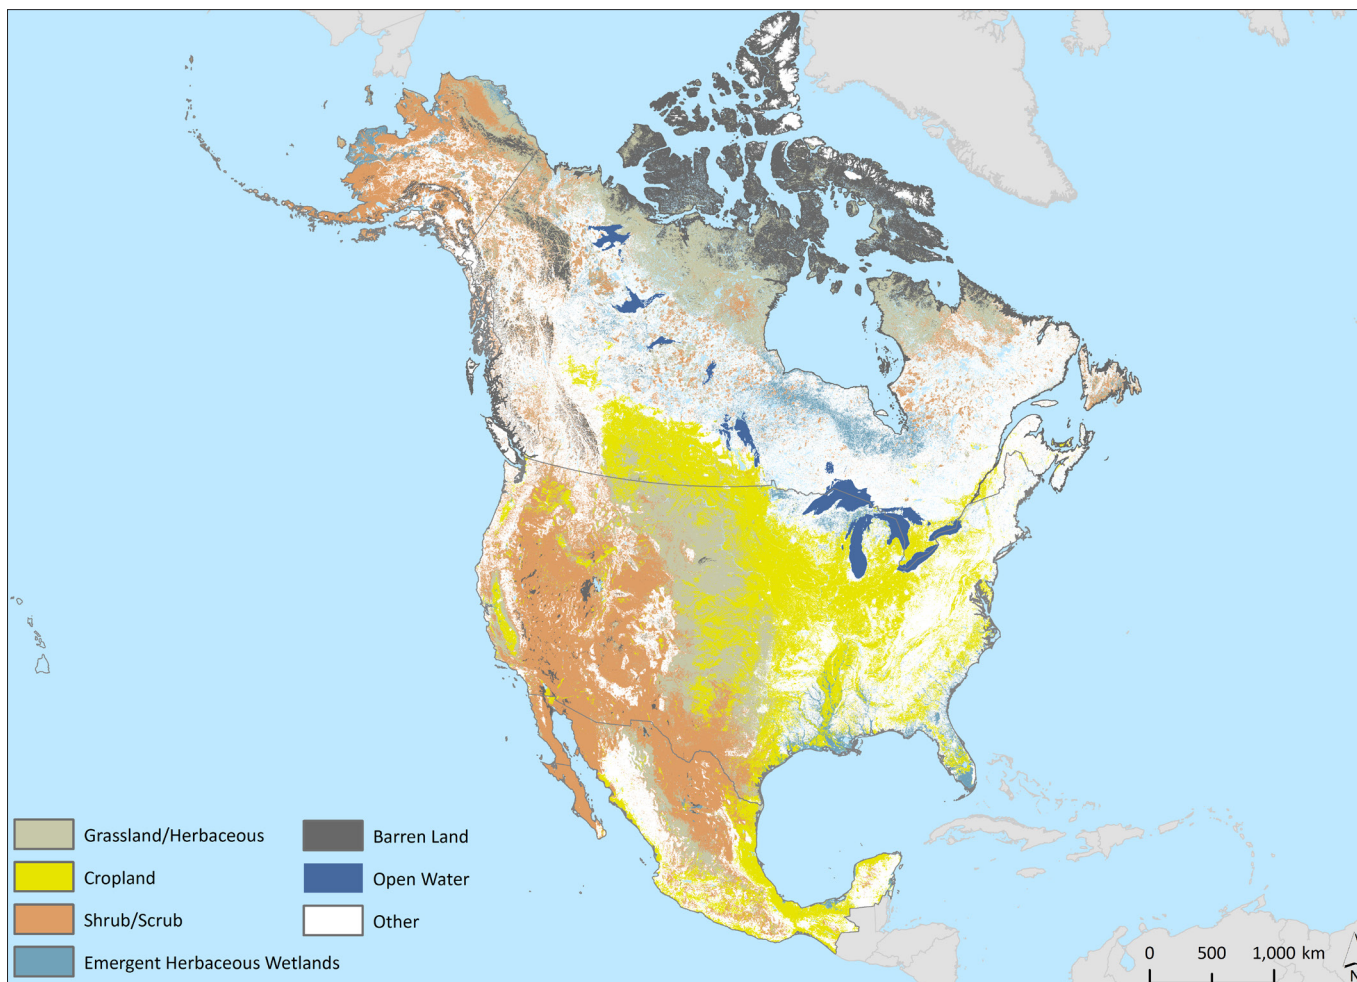 Grassland/Herbaceous
Cropland
Shrub/Scrub
Emergent Herbaceous Wetlands
Barren Land
Open Water
Other
0 500 1,000 km
N